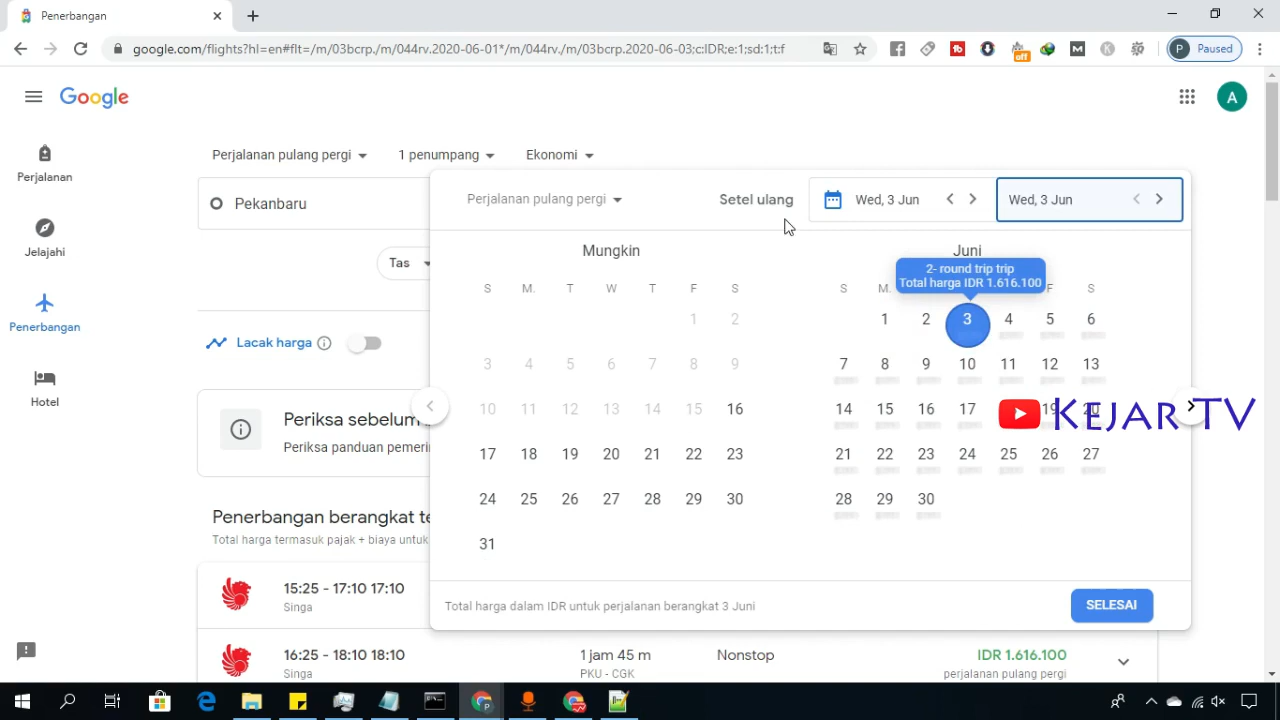 Penerbangan
google.com/flights?hl=en#flt=/m/03bcrp./m/044rv.2020-06-01*/m/044rv./m/03bcrp.2020-06-03;c:IDR;e:1;sd:1;t:f
off
P Paused
Google
A
Perjalanan
Jelajahi
Penerbangan
Hotel
Perjalanan pulang pergi
1 penumpang
Ekonomi
Pekanbaru
Tas
Lacak harga
Periksa sebelum
Periksa panduan pemeri
Penerbangan berangkat te
Total harga termasuk pajak + biaya untuk
15:25 - 17:10 17:10
Singa
16:25 - 18:10 18:10
Singa
1 jam 45 m
PKU - CGK
Nonstop
IDR 1.616.100
perjalanan pulang pergi
Perjalanan pulang pergi
Setel ulang
Wed, 3 Jun
Wed, 3 Jun
Mungkin
S M. T W T F S
1 2
3 4 5 6 7 8 9
10 11 12 13 14 15 16
17 18 19 20 21 22 23
24 25 26 27 28 29 30
31
Juni
2- round trip trip
Total harga IDR 1.616.100
S M. F S
1 2 3 4 5 6
7 8 9 10 11 12 13
14 15 16 17 19 20
21 22 23 24 25 26 27
28 29 30
KEJAR TV
Total harga dalam IDR untuk perjalanan berangkat 3 Juni
SELESAI